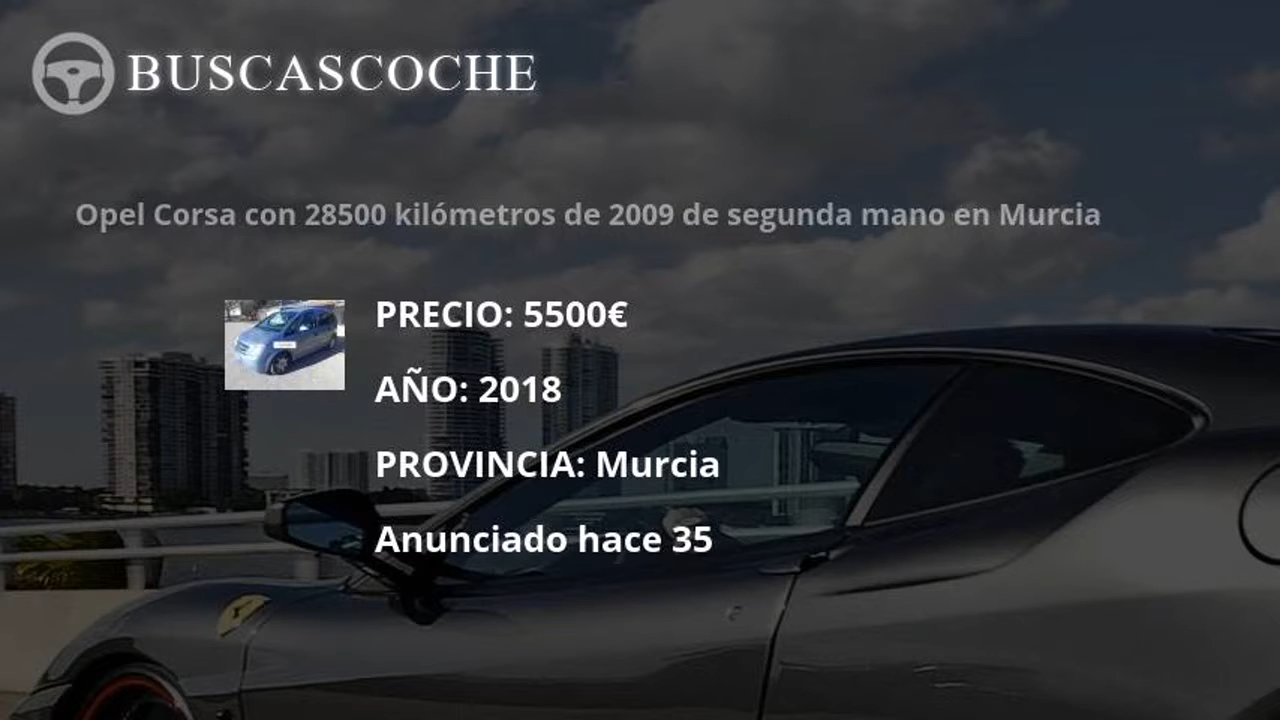 BUSCASCOCHE
Opel Corsa con 28500 kilómetros de 2009 de segunda mano en Murcia
PRECIO: 5500€
AÑO: 2018
PROVINCIA: Murcia
Anunciado hace 35